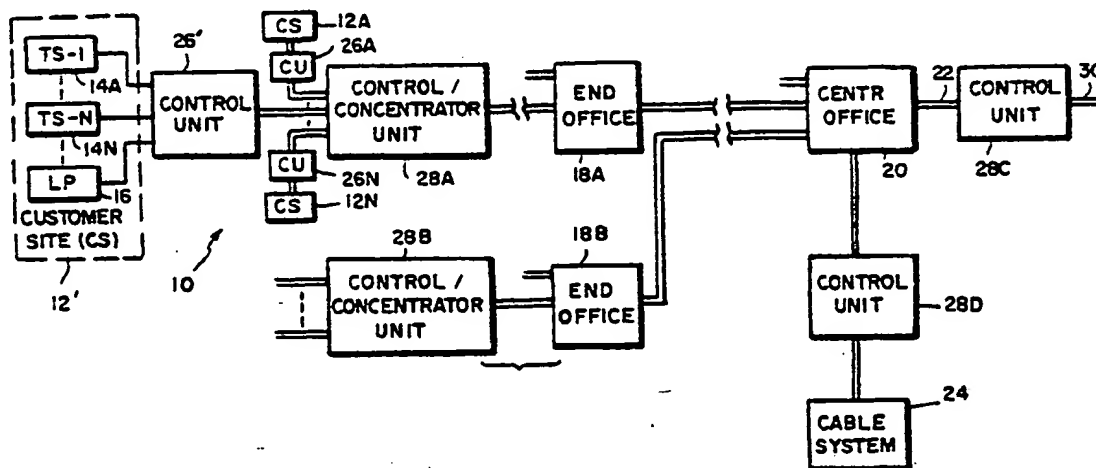 TS-1
14A
TS-N
14N
LP
16
CUSTOMER
SITE (CS)
12'
26'
CONTROL
UNIT
CS
12A
26A
CU
CU
26N
CS
12N
CONTROL /
CONCENTRATOR
UNIT
28A
END
OFFICE
18A
CENTR
OFFICE
20
22
CONTROL
UNIT
28C
30
10
28B
CONTROL /
CONCENTRATOR
UNIT
18B
END
OFFICE
CONTROL
UNIT
28D
24
CABLE
SYSTEM